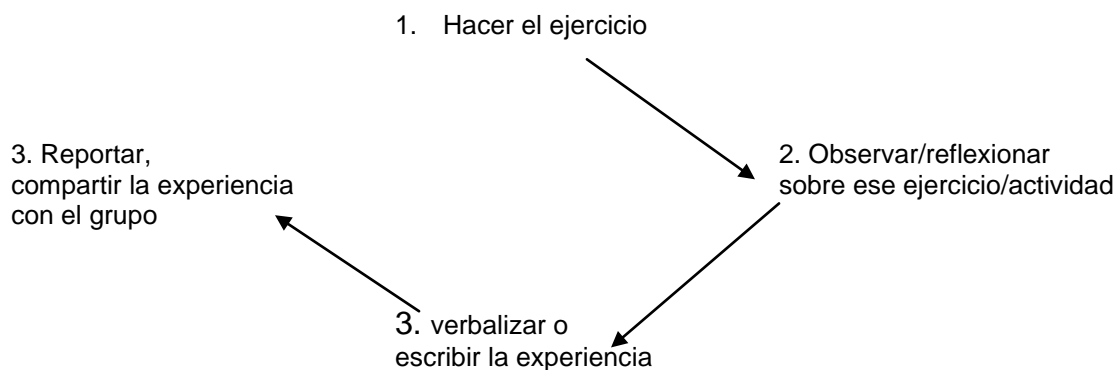 1. Hacer el ejercicio
2. Observar/reflexionar
sobre ese ejercicio/actividad
3. verbalizar o
escribir la experiencia
3. Reportar,
compartir la experiencia
con el grupo